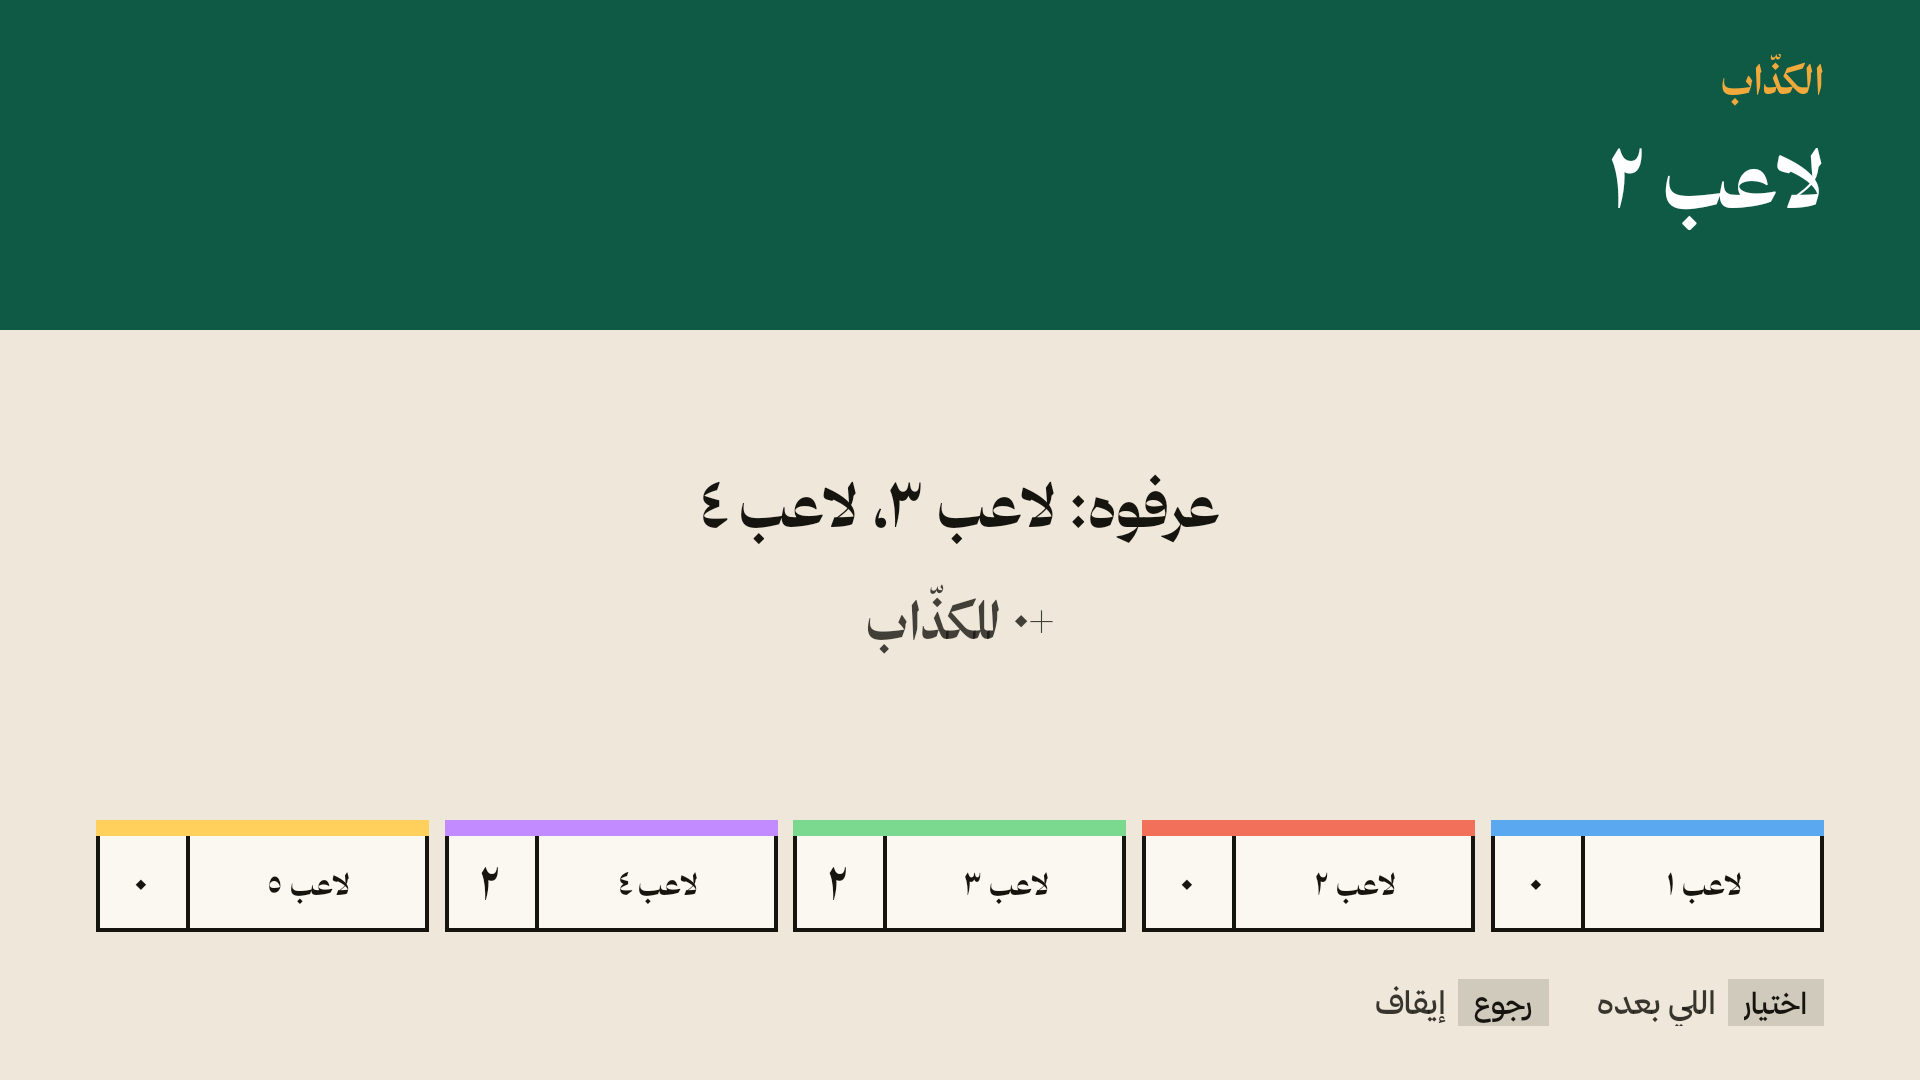 الكذّاب
لاعب ٢
عرفوه: لاعب ٣، لاعب ٤
+٠ للكذّاب
لاعب ١ ٠
لاعب ٢ ٠
لاعب ٣ ٢
لاعب ٤ ٢
لاعب ٥ ٠
اختيار اللي بعده رجوع إيقاف